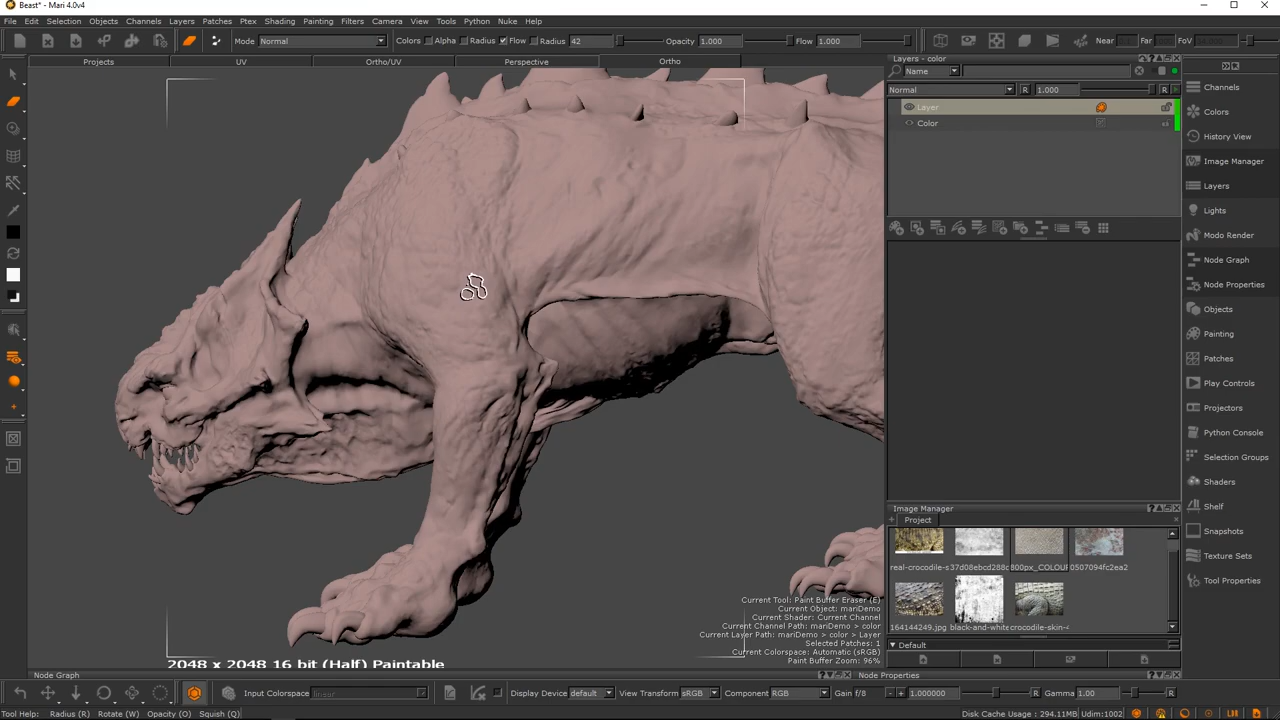 Beast* - Mari 4.0v4
File Edit Selection Objects Channels Layers Patches Ptex Shading Painting Filters Camera View Tools Python Nuke Help
Mode Normal Colors Alpha Radius Flow Radius 42 Opacity 1.000 Flow 1.000 Near Far FoV
Projects UV Ortho/UV Perspective Ortho
Layers - color
Name
Normal R 1.000 R
Layer
Color
Channels
Colors
History View
Image Manager
Layers
Lights
Modo Render
Node Graph
Node Properties
Objects
Painting
Patches
Play Controls
Projectors
Python Console
Selection Groups
Shaders
Shelf
Snapshots
Texture Sets
Tool Properties
Image Manager
Project
real-crocodile-s 37d08ebcd288c 800px_COLOUR 0507094fc2ea2
164144249.jpg black-and-white crocodile-skin-4
Default
Current Tool: Paint Buffer Eraser (E)
Current Object: mariDemo
Current Shader: Current Channel
Current Channel Path: mariDemo > color
Current Layer Path: mariDemo > color > Layer
Selected Patches: 1
Current Colorspace: Automatic (sRGB)
Paint Buffer Zoom: 96%
2048 x 2048 16 bit (Half) Paintable
Node Graph Node Properties
Input Colorspace linear Display Device default View Transform sRGB Component RGB Gain f/8 - + 1.000000 R Gamma 1.00 R
Tool Help: Radius (R) Rotate (W) Opacity (O) Squish (Q) Disk Cache Usage : 294.11MB Udim:1002